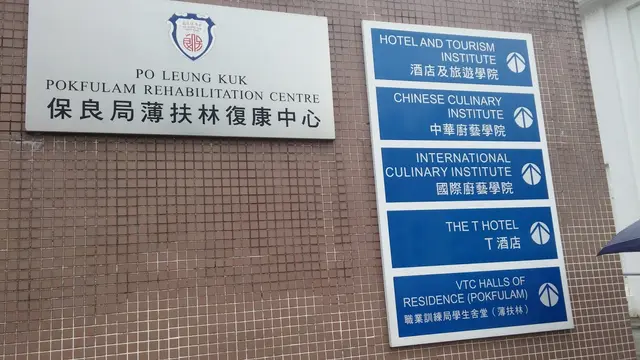 PO LEUNG KUK
POKFULAM REHABILITATION CENTRE
保良局薄扶林復康中心
HOTEL AND TOURISM
INSTITUTE
酒店及旅遊學院
CHINESE CULINARY
INSTITUTE
中華廚藝學院
INTERNATIONAL
CULINARY INSTITUTE
國際廚藝學院
THE T HOTEL
T 酒店
VTC HALLS OF
RESIDENCE (POKFULAM)
職業訓練局學生舍堂（薄扶林）